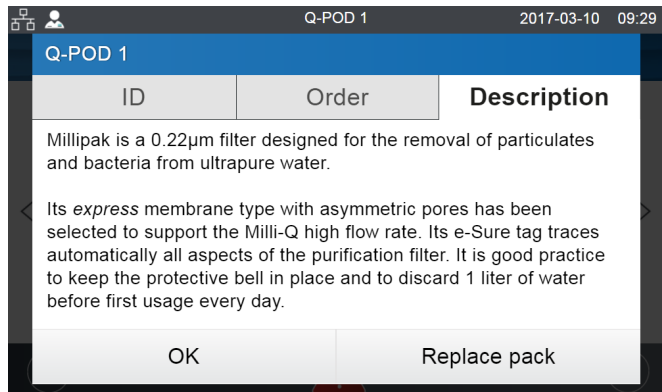 Q-POD 1 2017-03-10 09:29
Q-POD 1
ID Order Description
Millipak is a 0.22µm filter designed for the removal of particulates
and bacteria from ultrapure water.
Its express membrane type with asymmetric pores has been
selected to support the Milli-Q high flow rate. Its e-Sure tag traces
automatically all aspects of the purification filter. It is good practice
to keep the protective bell in place and to discard 1 liter of water
before first usage every day.
OK Replace pack